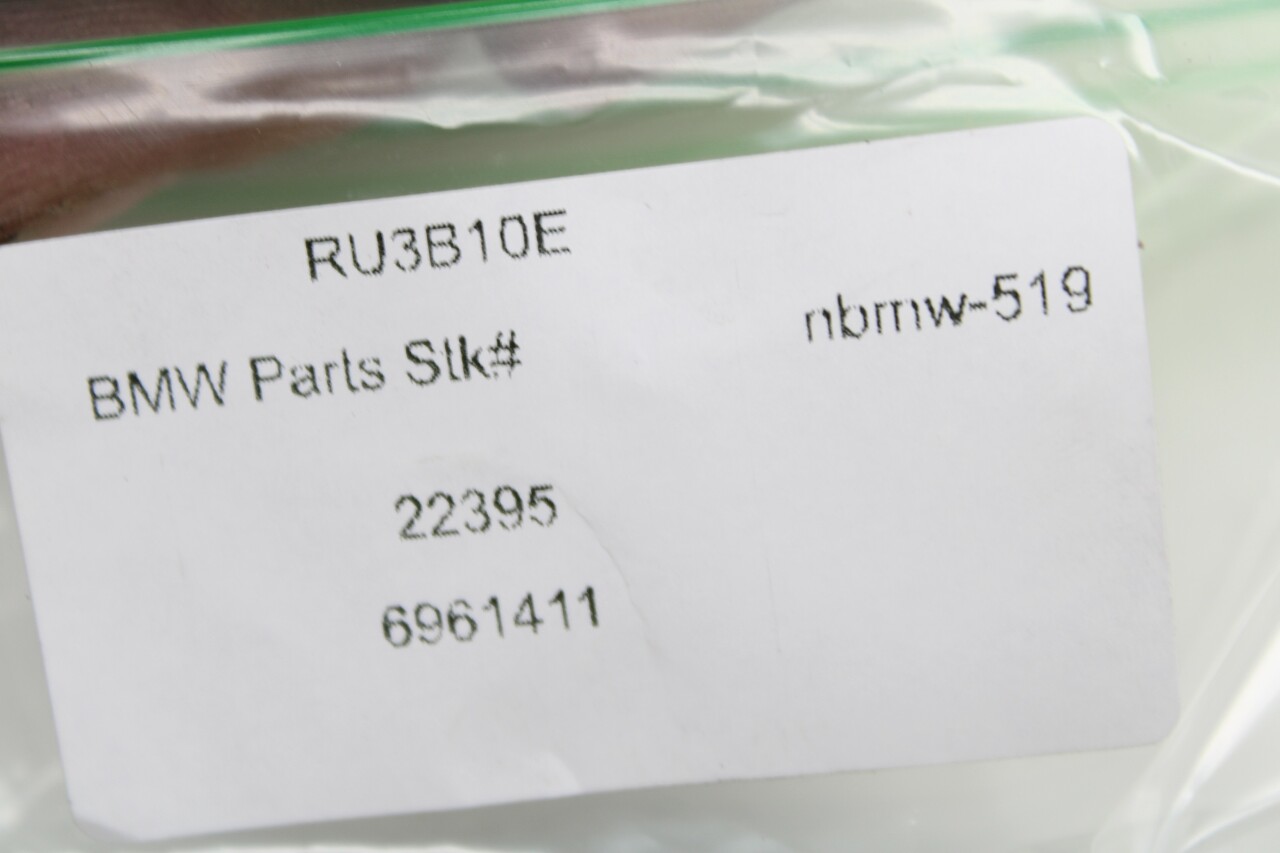 RU3B10E
nbmw-519
BMW Parts Stk#
22395
6961411